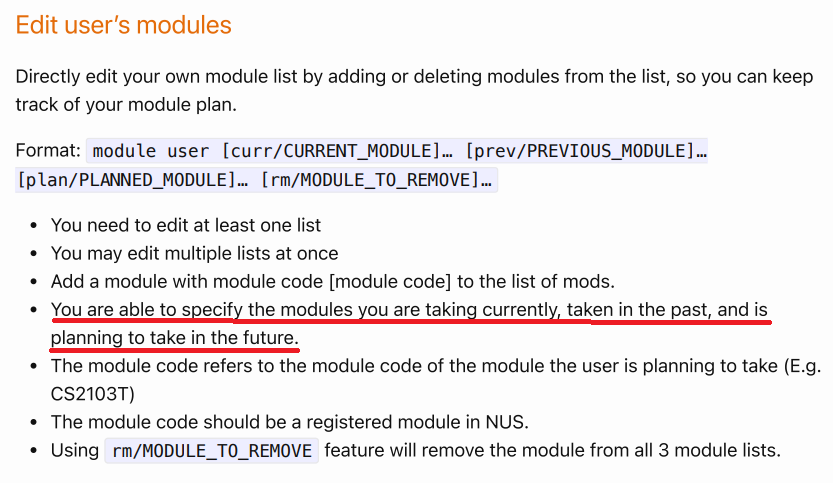 Edit user’s modules
Directly edit your own module list by adding or deleting modules from the list, so you can keep
track of your module plan.
Format: module user [curr/CURRENT_MODULE]… [prev/PREVIOUS_MODULE]…
[plan/PLANNED_MODULE]… [rm/MODULE_TO_REMOVE]…
• You need to edit at least one list
• You may edit multiple lists at once
• Add a module with module code [module code] to the list of mods.
• You are able to specify the modules you are taking currently, taken in the past, and is
planning to take in the future.
• The module code refers to the module code of the module the user is planning to take (E.g.
CS2103T)
• The module code should be a registered module in NUS.
• Using rm/MODULE_TO_REMOVE feature will remove the module from all 3 module lists.